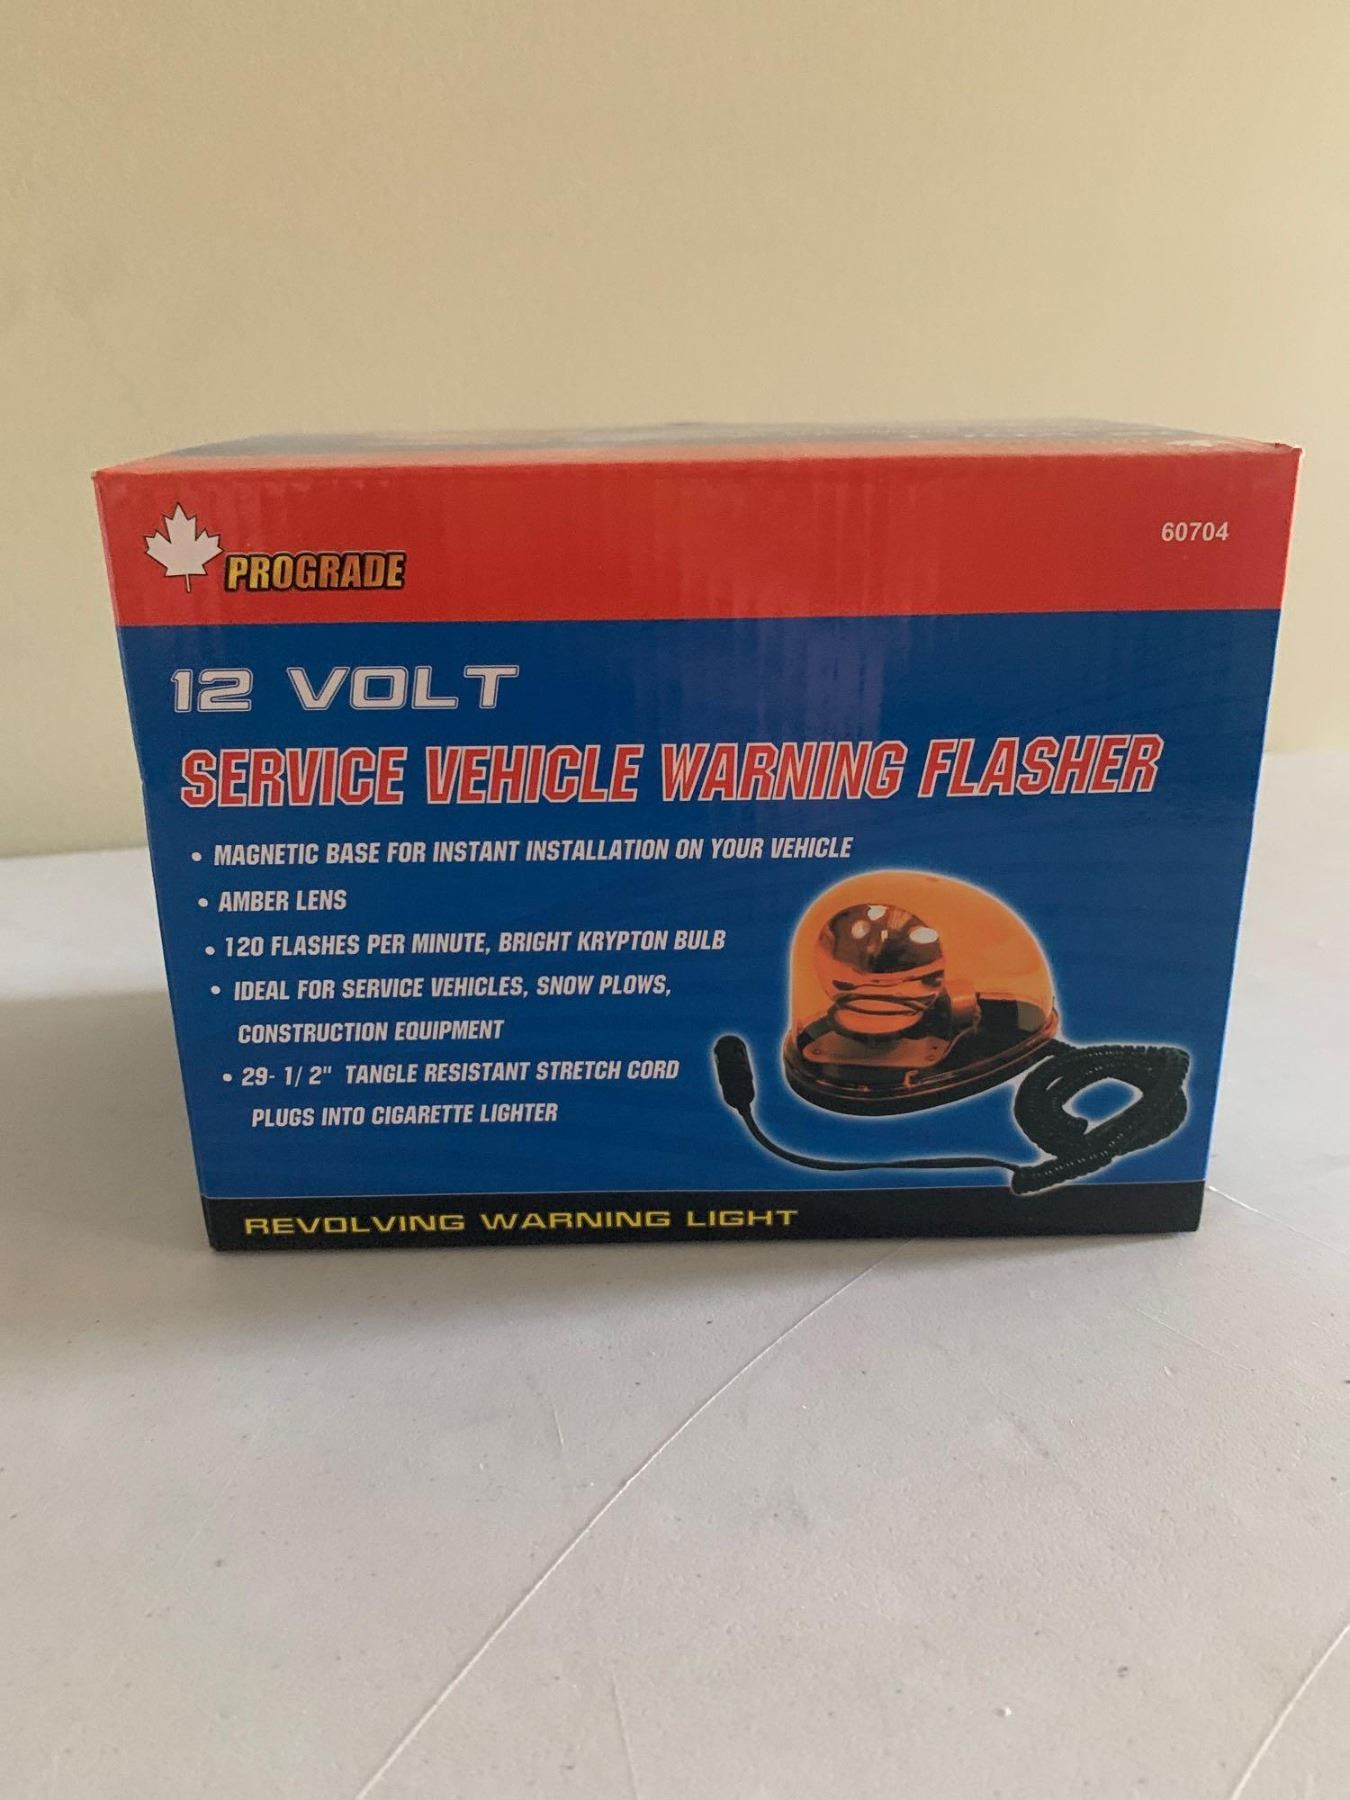 PROGRADE
60704
12 VOLT
SERVICE VEHICLE WARNING FLASHER
• MAGNETIC BASE FOR INSTANT INSTALLATION ON YOUR VEHICLE
• AMBER LENS
• 120 FLASHES PER MINUTE, BRIGHT KRYPTON BULB
• IDEAL FOR SERVICE VEHICLES, SNOW PLOWS,
CONSTRUCTION EQUIPMENT
• 29- 1/ 2" TANGLE RESISTANT STRETCH CORD
PLUGS INTO CIGARETTE LIGHTER
REVOLVING WARNING LIGHT